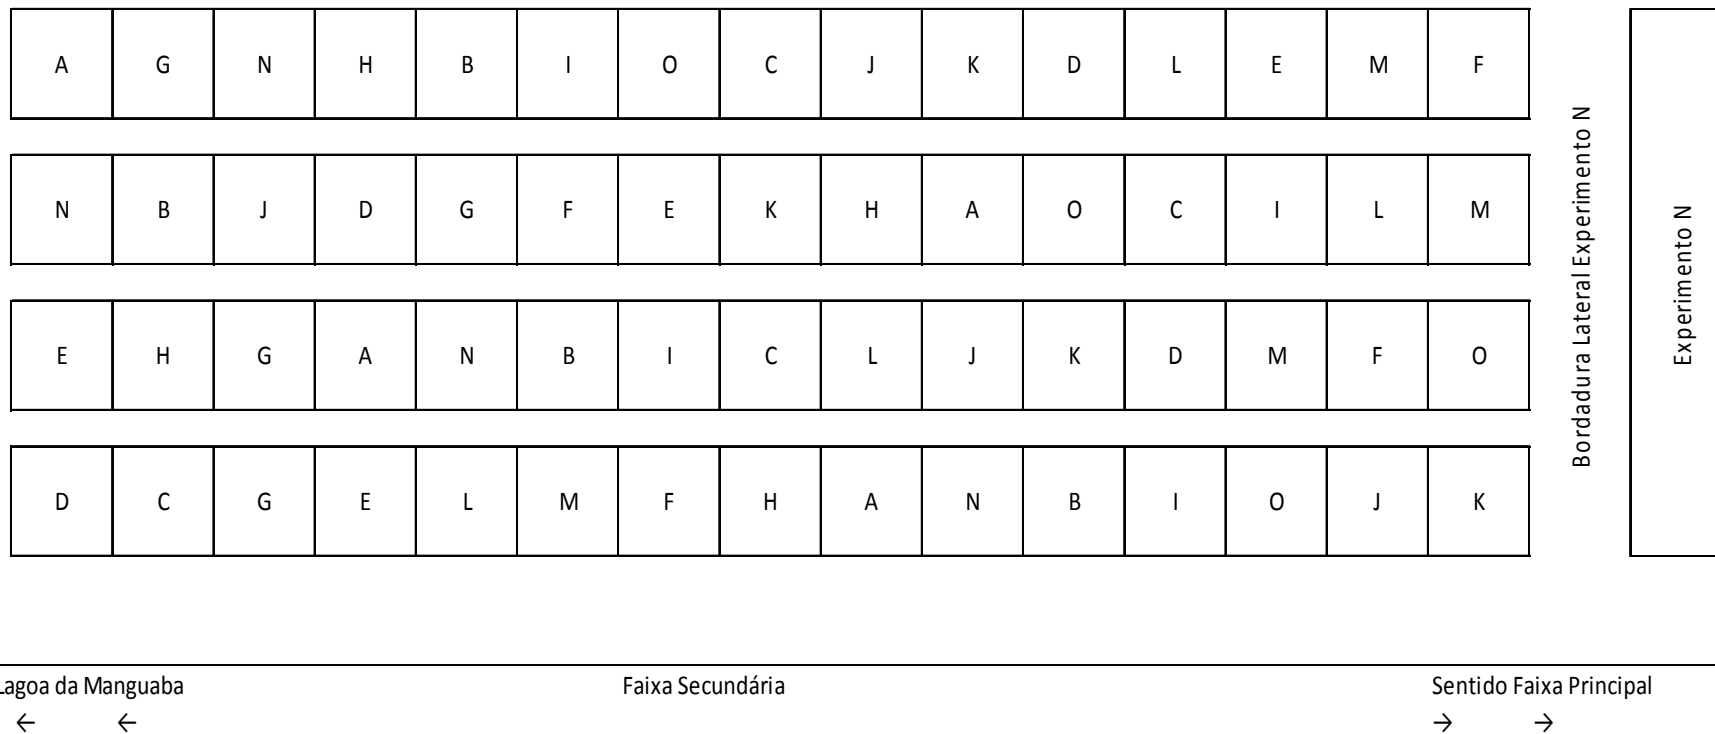 A G N H B I O C J K D L E M F
N B J D G F E K H A O C I L M
E H G A N B I C L J K D M F O
D C G E L M F H A N B I O J K
Bordadura Lateral Experimento N
Experimento N
Lagoa da Manguaba Faixa Secundária Sentido Faixa Principal
← ← → →